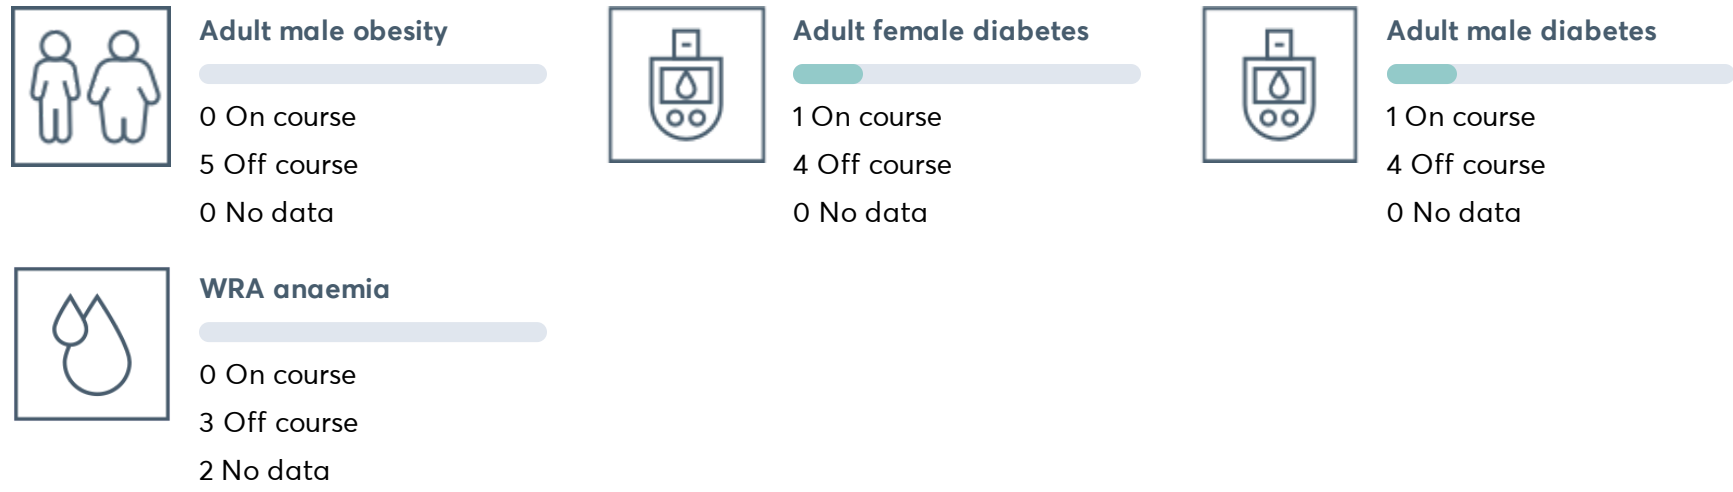 Adult male obesity
0 On course
5 Off course
0 No data
Adult female diabetes
1 On course
4 Off course
0 No data
Adult male diabetes
1 On course
4 Off course
0 No data
WRA anaemia
0 On course
3 Off course
2 No data